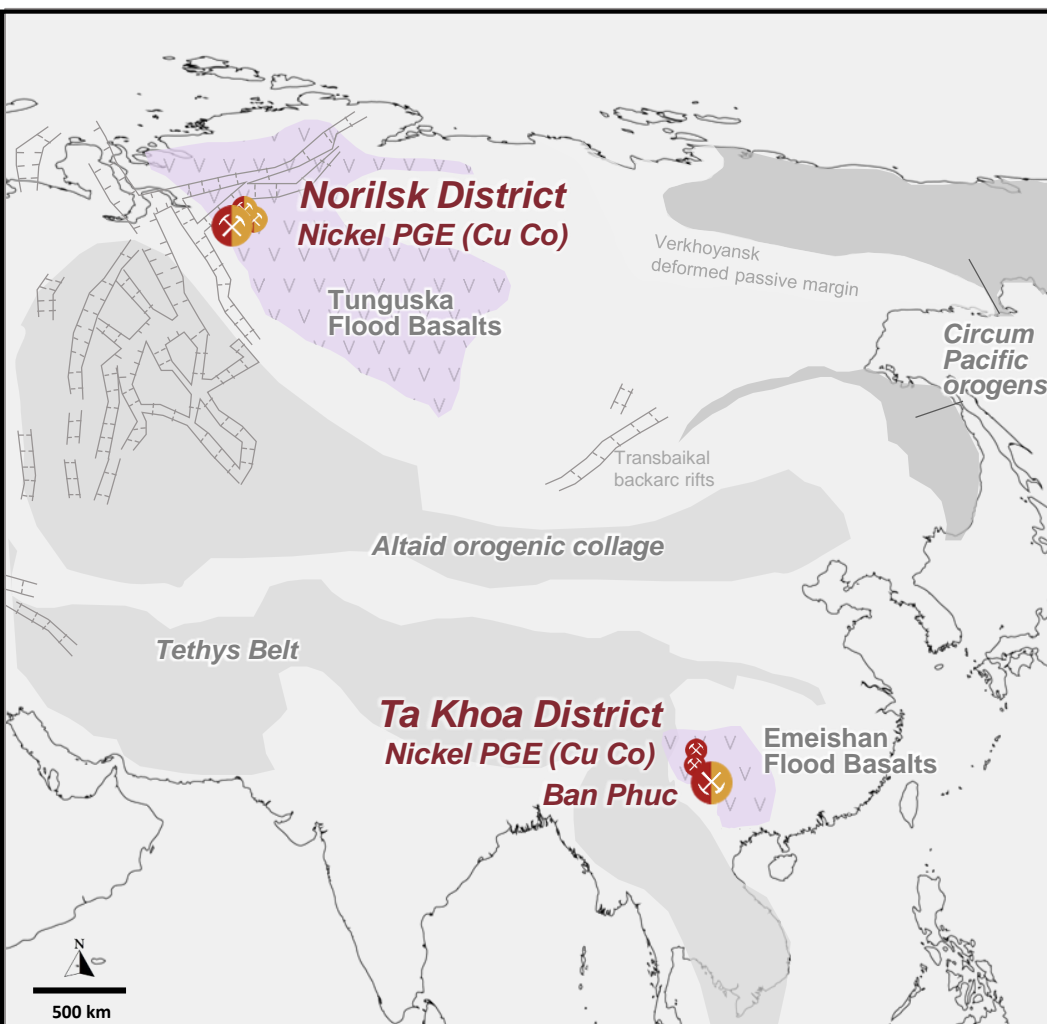 Norilsk District
Nickel PGE (Cu Co)
Tunguska
Flood Basalts
Verkhoyansk
deformed passive margin
Circum
Pacific
orogens
Transbaikal
backarc rifts
Altaid orogenic collage
Tethys Belt
Ta Khoa District
Nickel PGE (Cu Co)
Ban Phuc
Emeishan
Flood Basalts
N
500 km